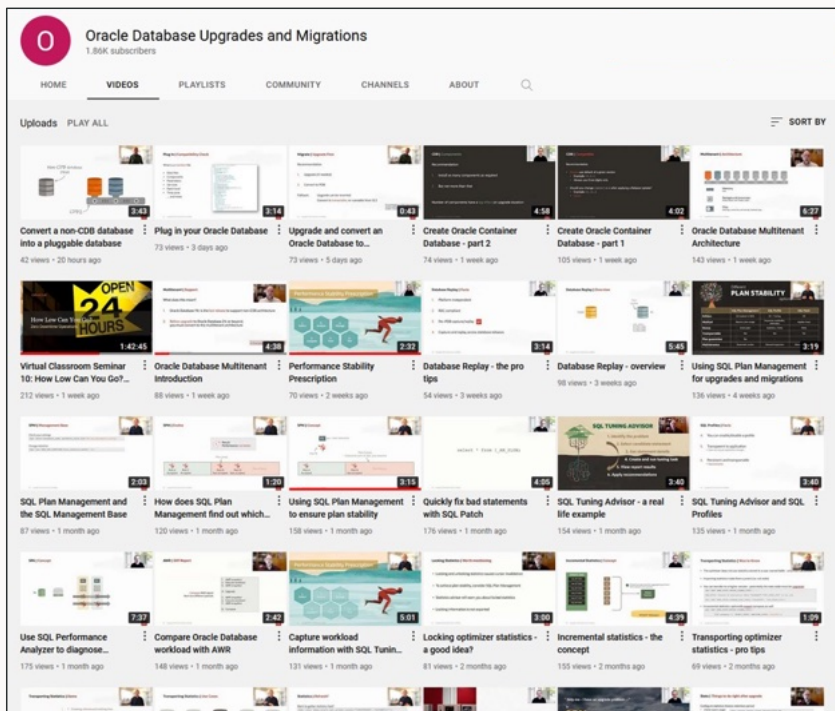 O
Oracle Database Upgrades and Migrations
1.86K subscribers
HOME VIDEOS PLAYLISTS COMMUNITY CHANNELS ABOUT
Uploads PLAY ALL SORT BY
3:43 3:14 0:43 4:58 4:02 6:27
Convert a non-CDB database into a pluggable database
42 views • 20 hours ago
Plug in your Oracle Database
73 views • 3 days ago
Upgrade and convert an Oracle Database to...
73 views • 5 days ago
Create Oracle Container Database - part 2
74 views • 1 week ago
Create Oracle Container Database - part 1
105 views • 1 week ago
Oracle Database Multitenant Architecture
143 views • 1 week ago
OPEN
24
HOURS
How Low Can You Go?
1:42:45
Virtual Classroom Seminar 10: How Low Can You Go?...
212 views • 1 week ago
4:38
Oracle Database Multitenant Introduction
88 views • 1 week ago
Performance Stability Prescription
2:32
Performance Stability Prescription
70 views • 2 weeks ago
3:14
Database Replay - the pro tips
54 views • 3 weeks ago
5:45
Database Replay - overview
98 views • 3 weeks ago
PLAN STABILITY
3:19
Using SQL Plan Management for upgrades and migrations
136 views • 4 weeks ago
2:03
SQL Plan Management and the SQL Management Base
87 views • 1 month ago
1:20
How does SQL Plan Management find out which...
120 views • 1 month ago
3:15
Using SQL Plan Management to ensure plan stability
158 views • 1 month ago
4:05
Quickly fix bad statements with SQL Patch
176 views • 1 month ago
SQL TUNING ADVISOR
3:40
SQL Tuning Advisor - a real life example
154 views • 1 month ago
3:40
SQL Tuning Advisor and SQL Profiles
135 views • 1 month ago
7:37
Use SQL Performance Analyzer to diagnose...
175 views • 1 month ago
2:42
Compare Oracle Database workload with AWR
148 views • 1 month ago
Performance Stability Prescription
5:01
Capture workload information with SQL Tunin...
131 views • 1 month ago
3:00
Locking optimizer statistics - a good idea?
81 views • 2 months ago
4:39
Incremental statistics - the concept
155 views • 2 months ago
1:09
Transporting optimizer statistics - pro tips
69 views • 2 months ago